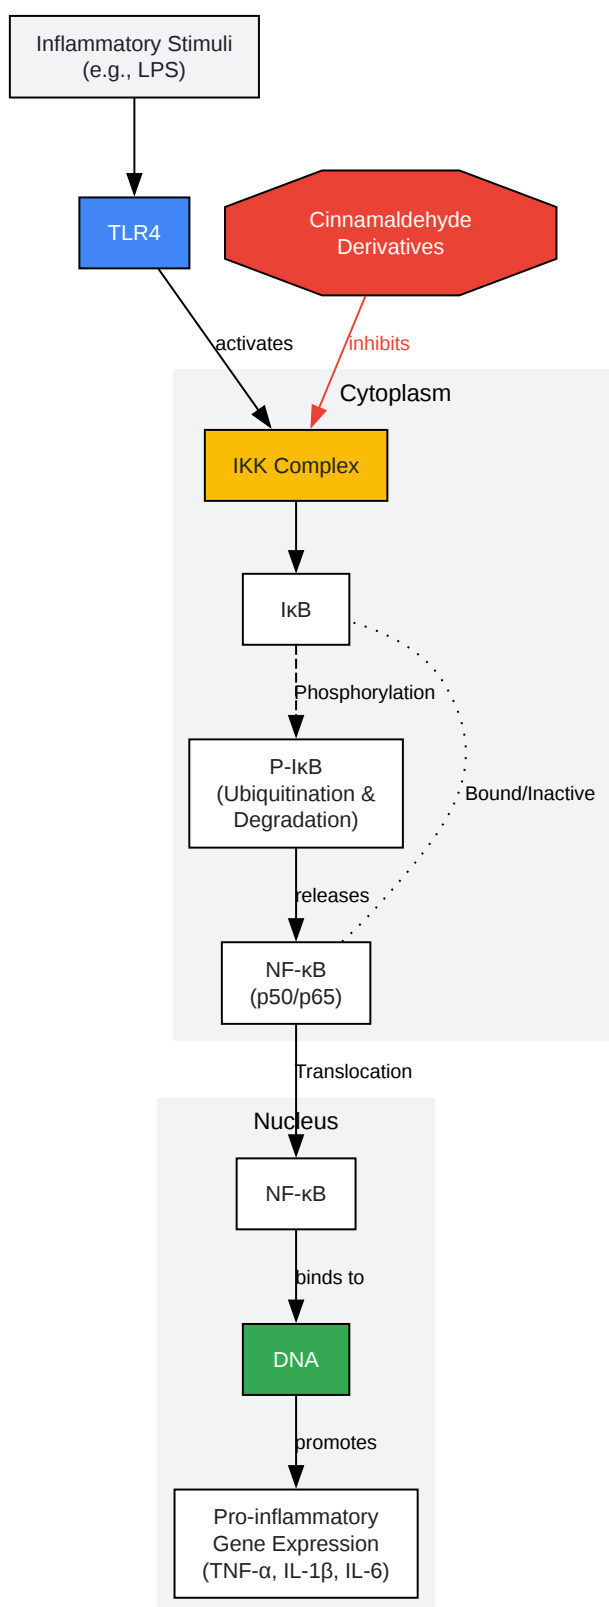 Inflammatory Stimuli
(e.g., LPS)
TLR4
Cinnamaldehyde
Derivatives
activates
inhibits
Cytoplasm
IKK Complex
IκB
Phosphorylation
P-IκB
(Ubiquitination &
Degradation)
Bound/Inactive
releases
NF-κB
(p50/p65)
Translocation
Nucleus
NF-κB
binds to
DNA
promotes
Pro-inflammatory
Gene Expression
(TNF-α, IL-1β, IL-6)